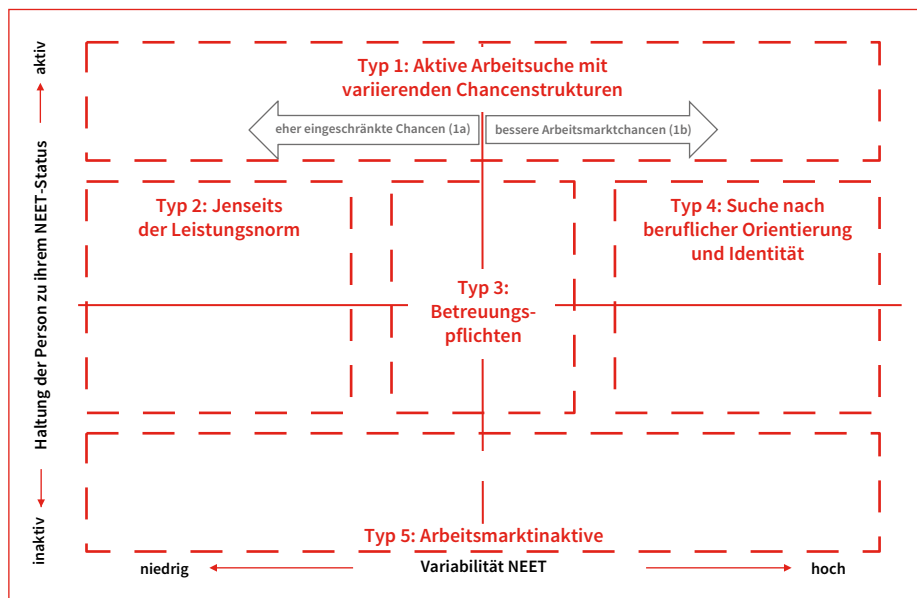 aktiv
Haltung der Person zu ihrem NEET-Status
inaktiv
Typ 1: Aktive Arbeitsuche mit
variierenden Chancenstrukturen
eher eingeschränkte Chancen (1a)
bessere Arbeitsmarktchancen (1b)
Typ 2: Jenseits
der Leistungsnorm
Typ 3:
Betreuungs-
pflichten
Typ 4: Suche nach
beruflicher Orientierung
und Identität
Typ 5: Arbeitsmarktinaktive
niedrig
Variabilität NEET
hoch